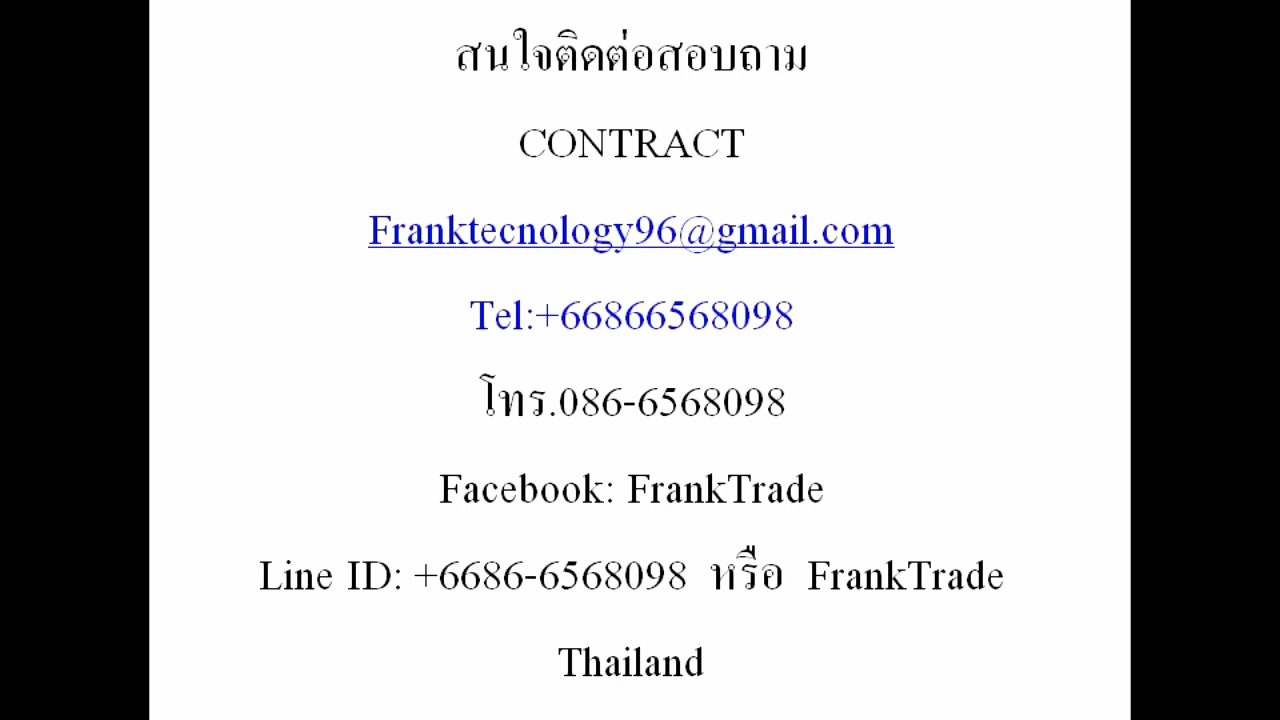 สนใจติดต่อสอบถาม
CONTRACT
Franktecnology96@gmail.com
Tel:+66866568098
โทร.086-6568098
Facebook: FrankTrade
Line ID: +6686-6568098 หรือ FrankTrade
Thailand